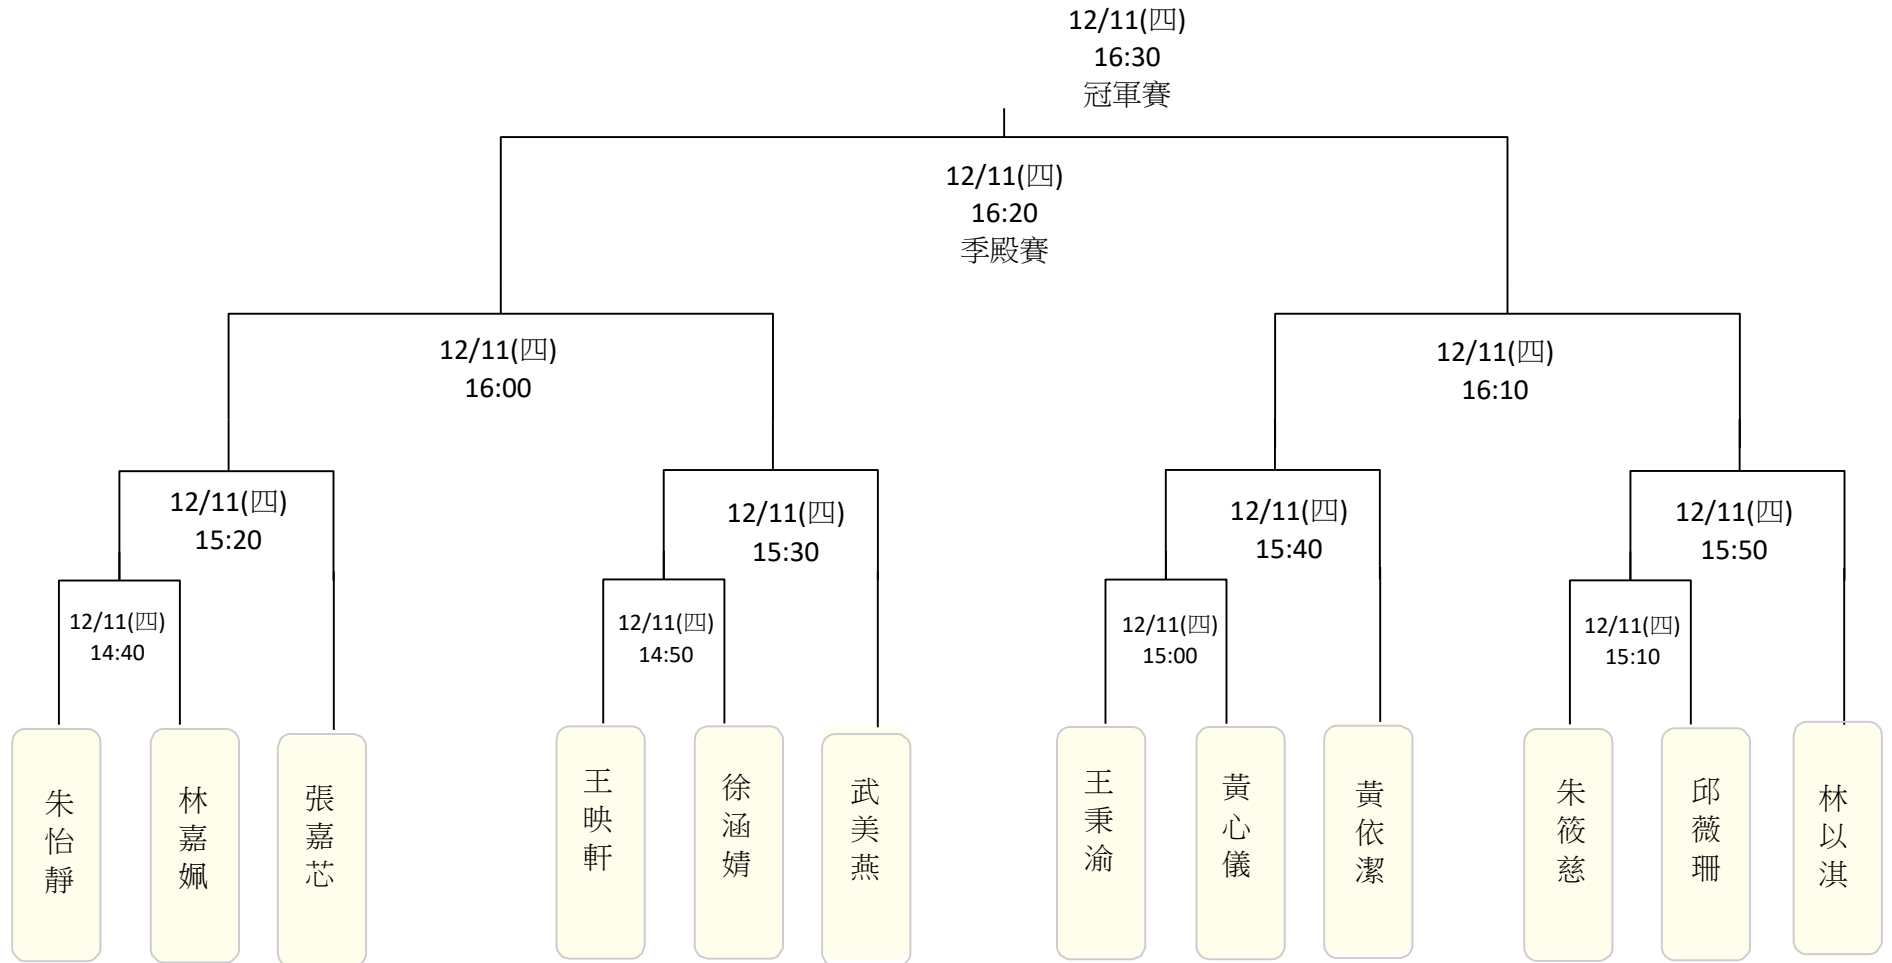 12/11(四)
16:30
冠軍賽
12/11(四)
16:20
季殿賽
12/11(四)
16:00
12/11(四)
16:10
12/11(四)
15:20
12/11(四)
15:30
12/11(四)
15:40
12/11(四)
15:50
12/11(四)
14:40
12/11(四)
14:50
12/11(四)
15:00
12/11(四)
15:10
朱怡靜
林嘉姵
張嘉芯
王映軒
徐涵婧
武美燕
王秉渝
黃心儀
黃依潔
朱筱慈
邱薇珊
林以淇